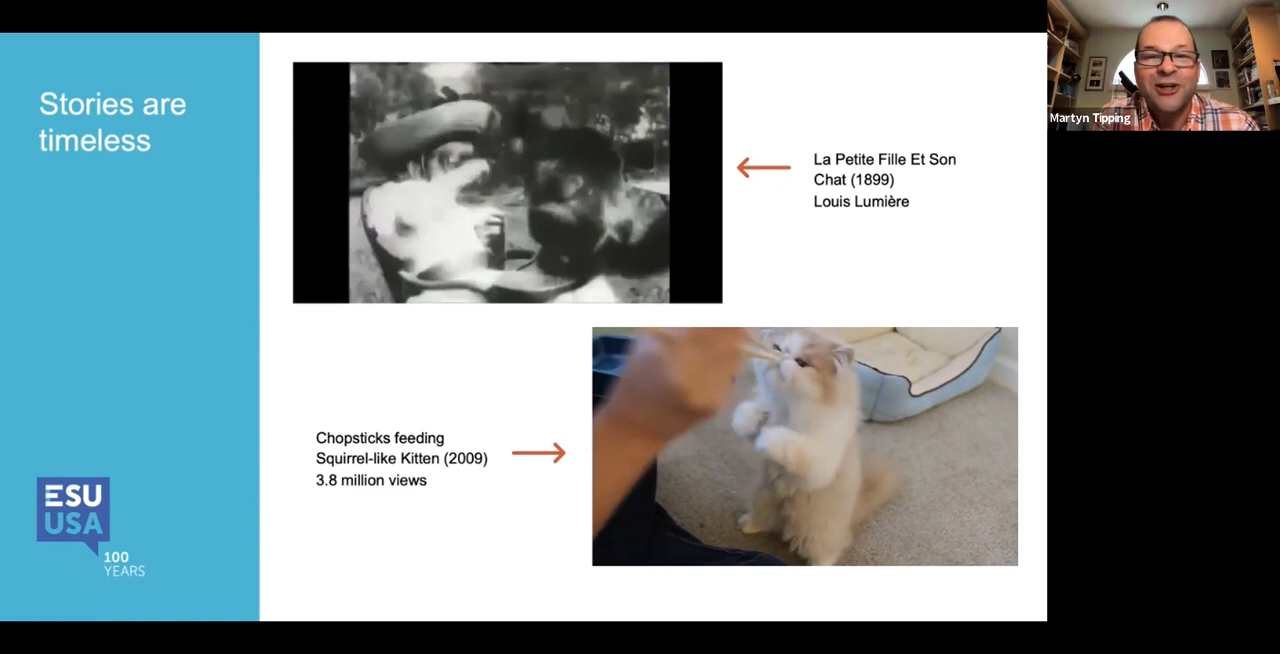 Stories are
timeless
La Petite Fille Et Son
Chat (1899)
Louis Lumière
Chopsticks feeding
Squirrel-like Kitten (2009)
3.8 million views
ESU
USA
100
YEARS
Martyn Tipping